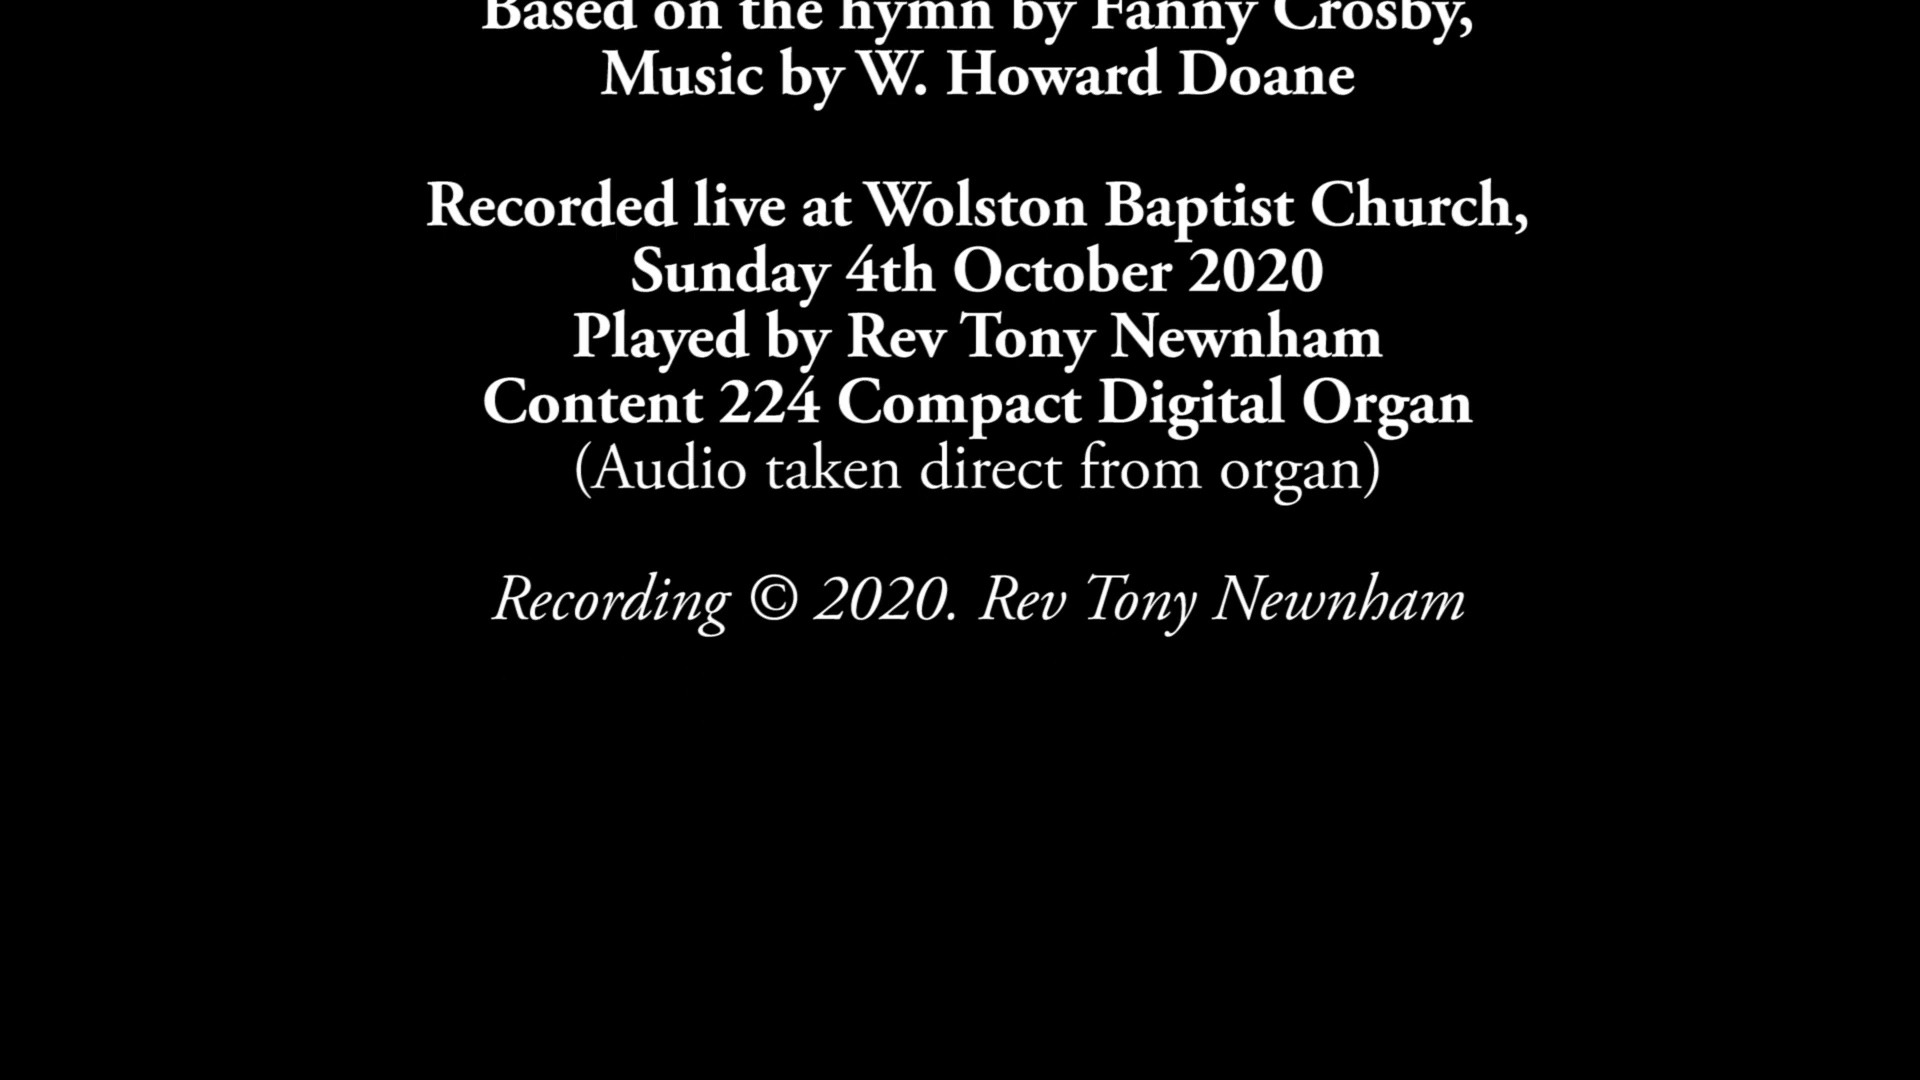 Based on the hymn by Fanny Crosby,
Music by W. Howard Doane
Recorded live at Wolston Baptist Church,
Sunday 4th October 2020
Played by Rev Tony Newnham
Content 224 Compact Digital Organ
(Audio taken direct from organ)
Recording © 2020. Rev Tony Newnham